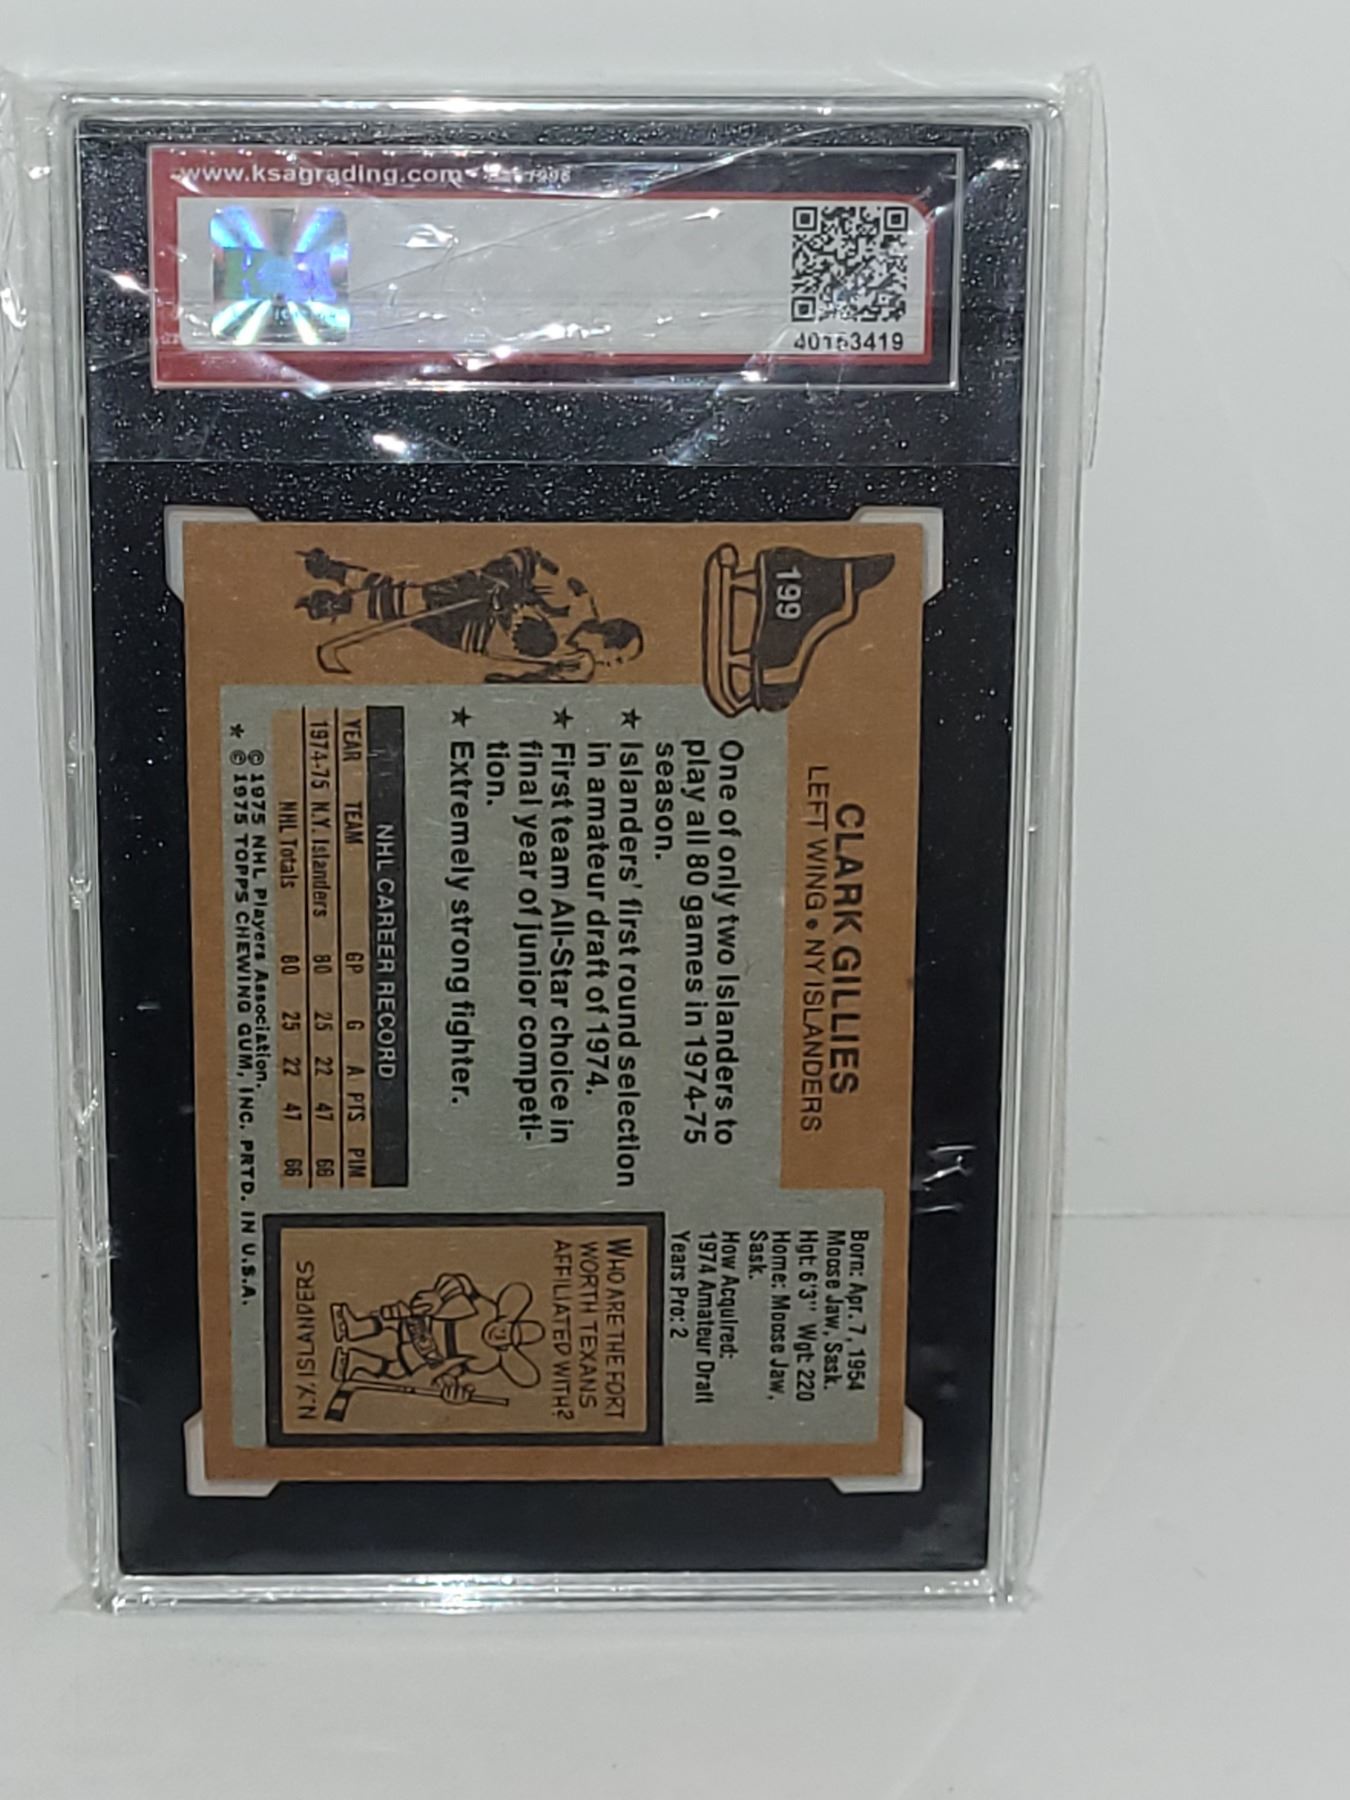 www.ksagrading.com
40163419
199
CLARK GILLIES
LEFT WING • NY ISLANDERS
One of only two Islanders to
play all 80 games in 1974-75
season.
★ Islanders' first round selection
in amateur draft of 1974.
★ First team All-Star choice in
final year of junior competi-
tion.
★ Extremely strong fighter.
NHL CAREER RECORD
YEAR TEAM GP G A. PTS PIM
1974-75 N.Y. Islanders 80 25 22 47 66
NHL Totals 80 25 22 47 66
© 1975 NHL Players Association.
★ © 1975 TOPPS CHEWING GUM, INC. PRTD. IN U.S.A.
Born: Apr. 7, 1954
Moose Jaw, Sask.
Hgt: 6'3" Wgt: 220
Home: Moose Jaw,
Sask.
How Acquired:
1974 Amateur Draft
Years Pro: 2
WHO ARE THE FORT
WORTH TEXANS
AFFILIATED WITH?
N.Y. ISLANDERS